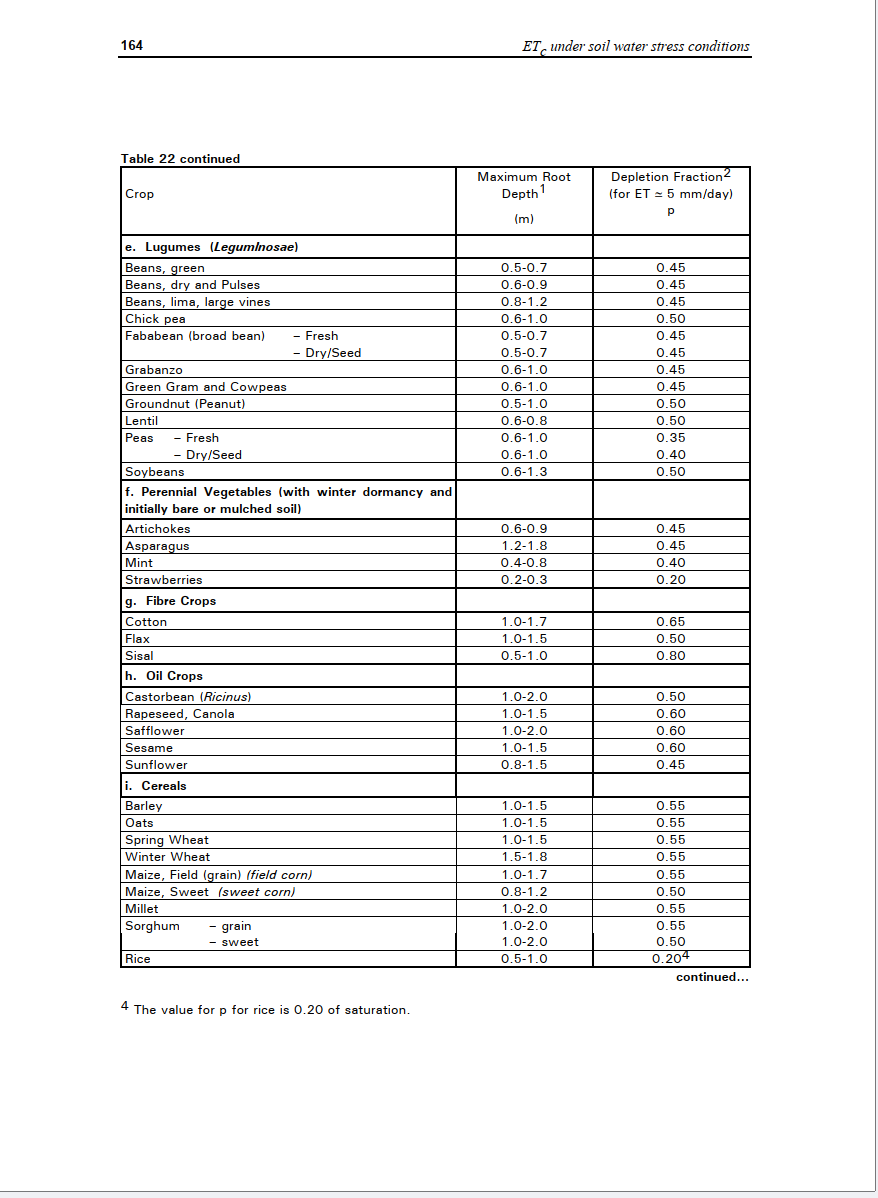 164 ETc under soil water stress conditions
Table 22 continued
Crop Maximum Root Depth1 (m) Depletion Fraction2 (for ET ≃ 5 mm/day) p
e. Lugumes (LegumInosae)
Beans, green 0.5-0.7 0.45
Beans, dry and Pulses 0.6-0.9 0.45
Beans, lima, large vines 0.8-1.2 0.45
Chick pea 0.6-1.0 0.50
Fababean (broad bean) – Fresh 0.5-0.7 0.45
– Dry/Seed 0.5-0.7 0.45
Grabanzo 0.6-1.0 0.45
Green Gram and Cowpeas 0.6-1.0 0.45
Groundnut (Peanut) 0.5-1.0 0.50
Lentil 0.6-0.8 0.50
Peas – Fresh 0.6-1.0 0.35
– Dry/Seed 0.6-1.0 0.40
Soybeans 0.6-1.3 0.50
f. Perennial Vegetables (with winter dormancy and
initially bare or mulched soil)
Artichokes 0.6-0.9 0.45
Asparagus 1.2-1.8 0.45
Mint 0.4-0.8 0.40
Strawberries 0.2-0.3 0.20
g. Fibre Crops
Cotton 1.0-1.7 0.65
Flax 1.0-1.5 0.50
Sisal 0.5-1.0 0.80
h. Oil Crops
Castorbean (Ricinus) 1.0-2.0 0.50
Rapeseed, Canola 1.0-1.5 0.60
Safflower 1.0-2.0 0.60
Sesame 1.0-1.5 0.60
Sunflower 0.8-1.5 0.45
i. Cereals
Barley 1.0-1.5 0.55
Oats 1.0-1.5 0.55
Spring Wheat 1.0-1.5 0.55
Winter Wheat 1.5-1.8 0.55
Maize, Field (grain) (field corn) 1.0-1.7 0.55
Maize, Sweet (sweet corn) 0.8-1.2 0.50
Millet 1.0-2.0 0.55
Sorghum – grain 1.0-2.0 0.55
– sweet 1.0-2.0 0.50
Rice 0.5-1.0 0.204
continued...
4 The value for p for rice is 0.20 of saturation.